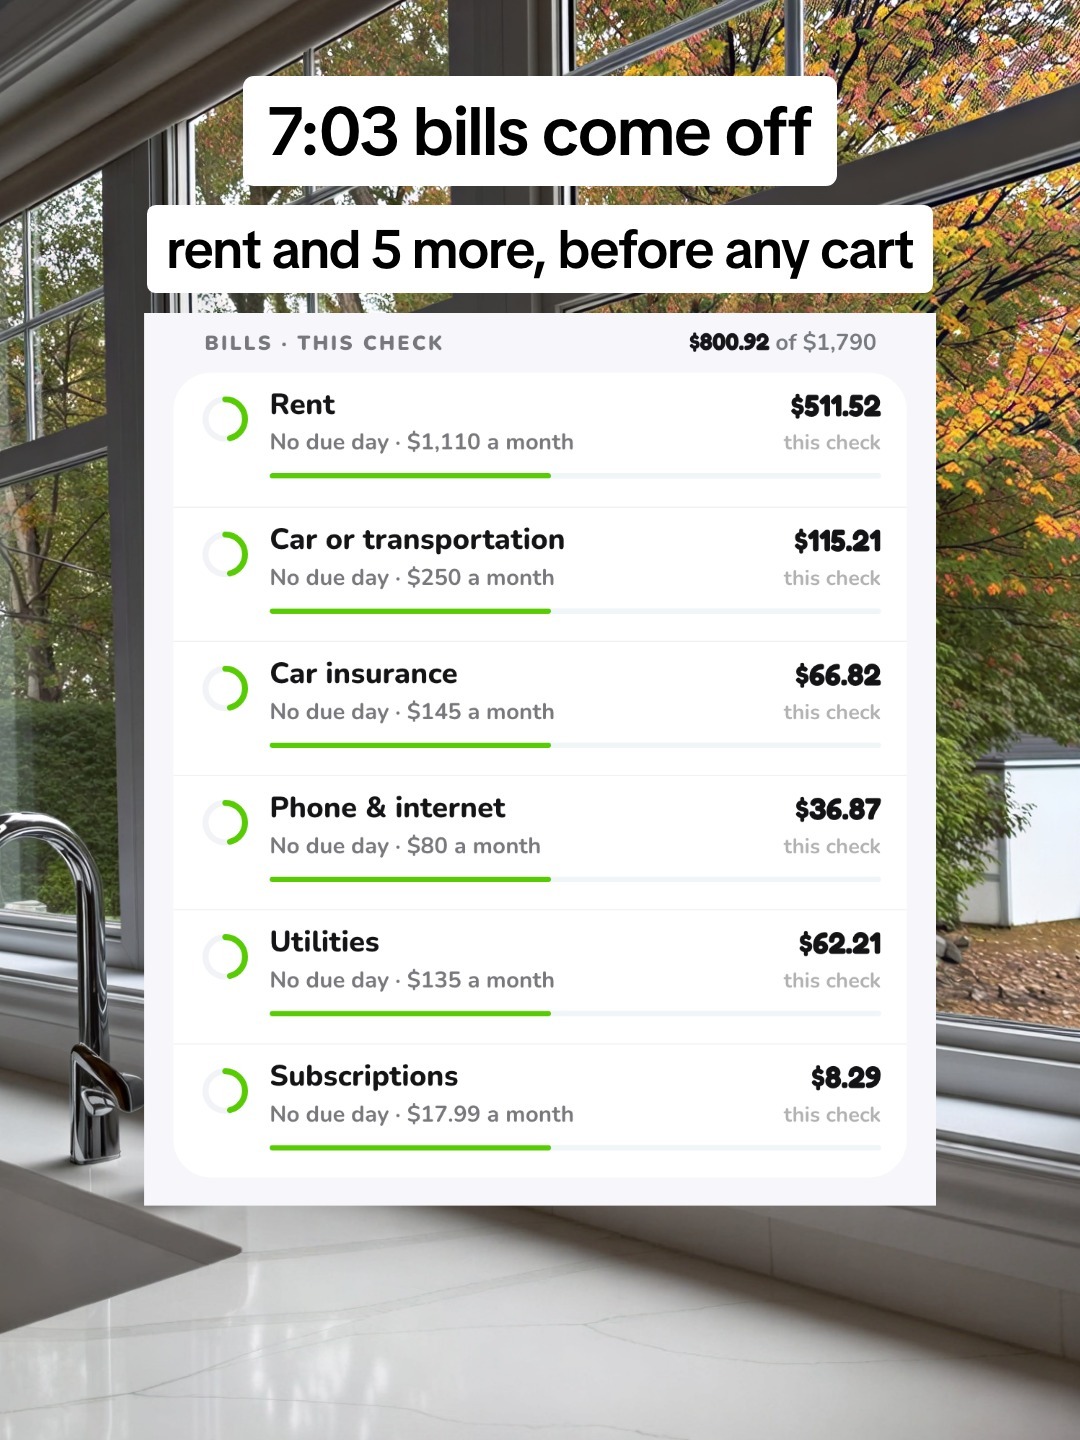 7:03 bills come off
rent and 5 more, before any cart
BILLS · THIS CHECK $800.92 of $1,790
Rent $511.52
No due day · $1,110 a month this check
Car or transportation $115.21
No due day · $250 a month this check
Car insurance $66.82
No due day · $145 a month this check
Phone & internet $36.87
No due day · $80 a month this check
Utilities $62.21
No due day · $135 a month this check
Subscriptions $8.29
No due day · $17.99 a month this check